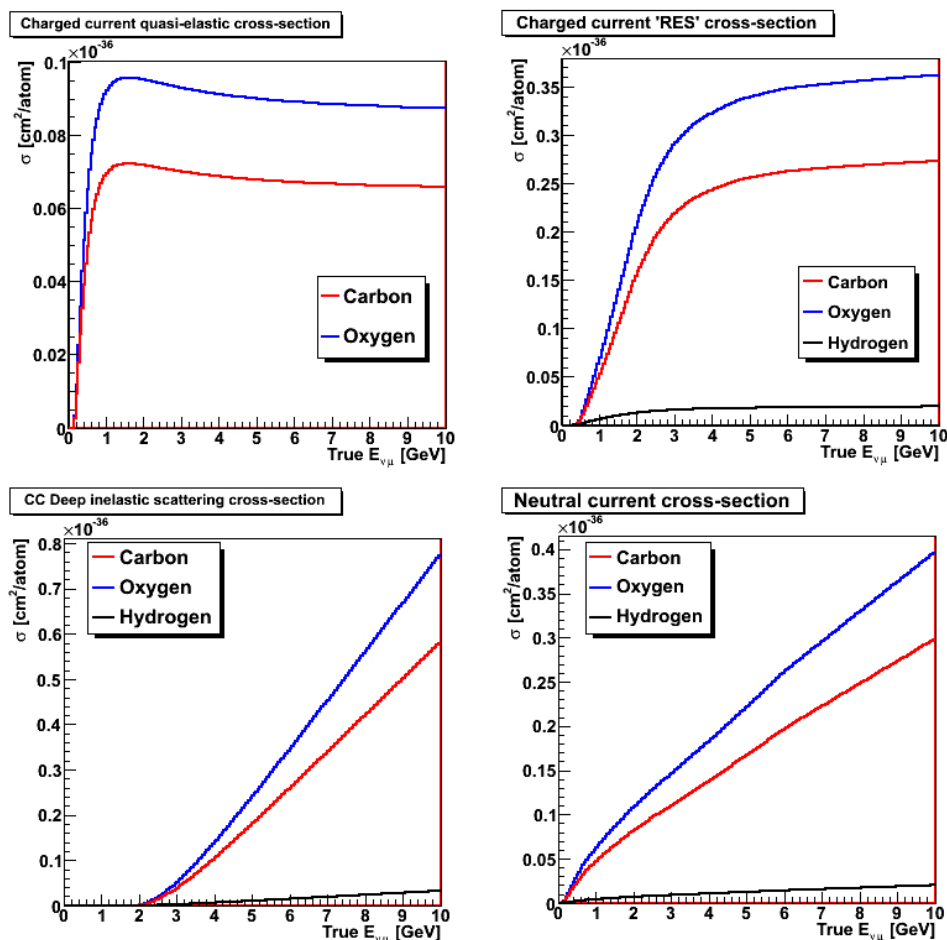 Charged current quasi-elastic cross-section
×10^-36
σ [cm²/atom]
0.1
0.08
0.06
0.04
0.02
0
Carbon
Oxygen
0 1 2 3 4 5 6 7 8 9 10
True E_νμ [GeV]
Charged current 'RES' cross-section
×10^-36
σ [cm²/atom]
0.35
0.3
0.25
0.2
0.15
0.1
0.05
0
Carbon
Oxygen
Hydrogen
0 1 2 3 4 5 6 7 8 9 10
True E_νμ [GeV]
CC Deep inelastic scattering cross-section
×10^-36
σ [cm²/atom]
0.8
0.7
0.6
0.5
0.4
0.3
0.2
0.1
0
Carbon
Oxygen
Hydrogen
0 1 2 3 4 5 6 7 8 9 10
True E_νμ [GeV]
Neutral current cross-section
×10^-36
σ [cm²/atom]
0.4
0.35
0.3
0.25
0.2
0.15
0.1
0.05
0
Carbon
Oxygen
Hydrogen
0 1 2 3 4 5 6 7 8 9 10
True E_νμ [GeV]